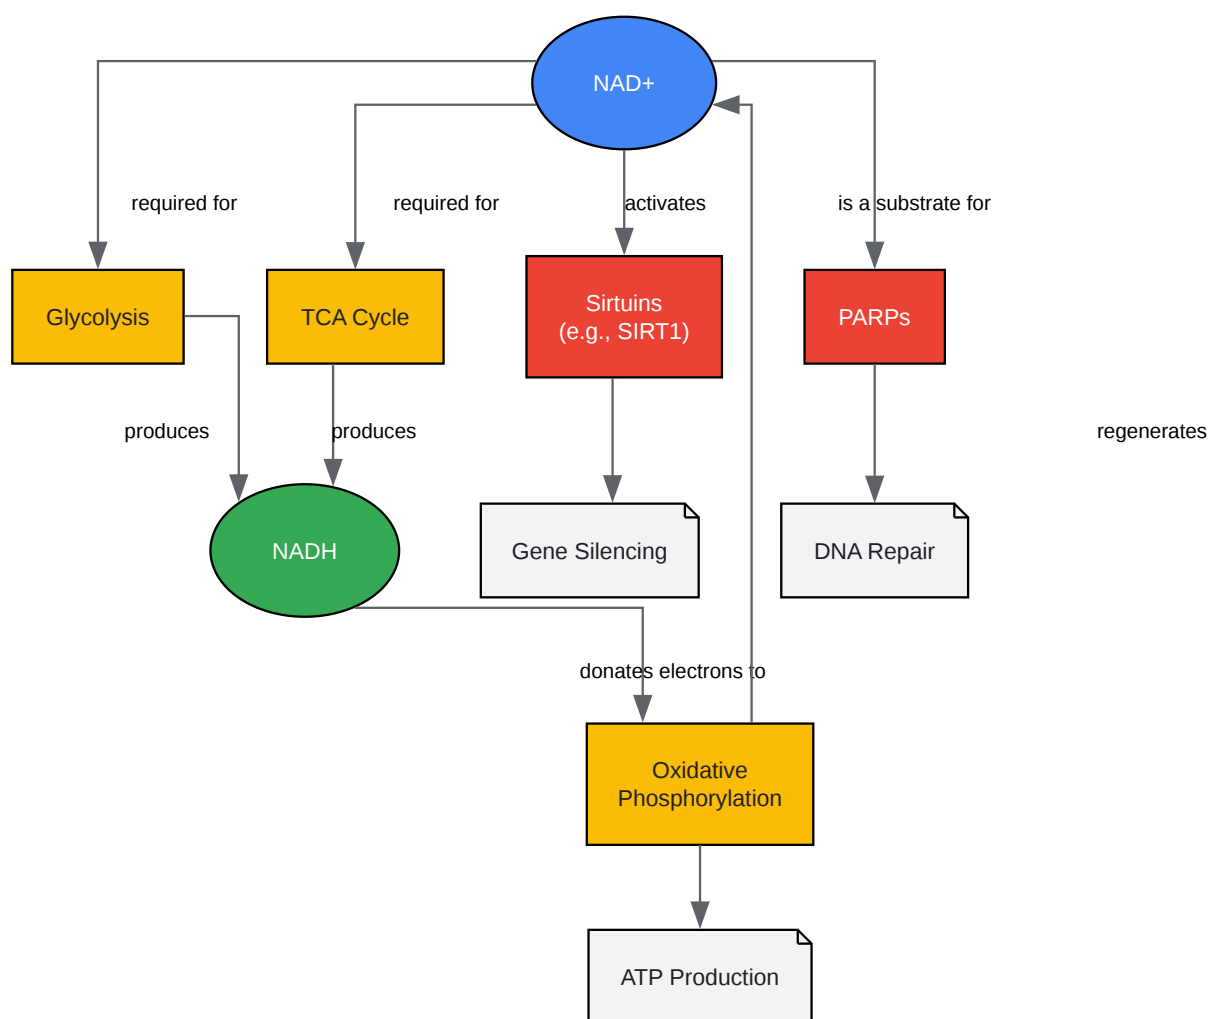 NAD+
required for
required for
activates
is a substrate for
Glycolysis
TCA Cycle
Sirtuins
(e.g., SIRT1)
PARPs
produces
produces
regenerates
NADH
Gene Silencing
DNA Repair
donates electrons to
Oxidative
Phosphorylation
ATP Production